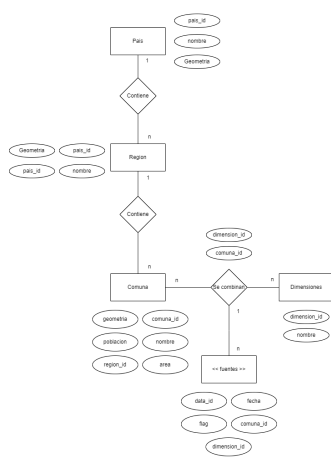 Pais
pais_id
nombre
Geometria
1
Contiene
n
Region
Geometria
pais_id
pais_id
nombre
1
Contiene
n
Comuna
n
dimension_id
comuna_id
Se combinan
n
Dimensiones
geometria
comuna_id
poblacion
nombre
region_id
area
1
n
dimension_id
nombre
<< fuentes >>
data_id
fecha
flag
comuna_id
dimension_id